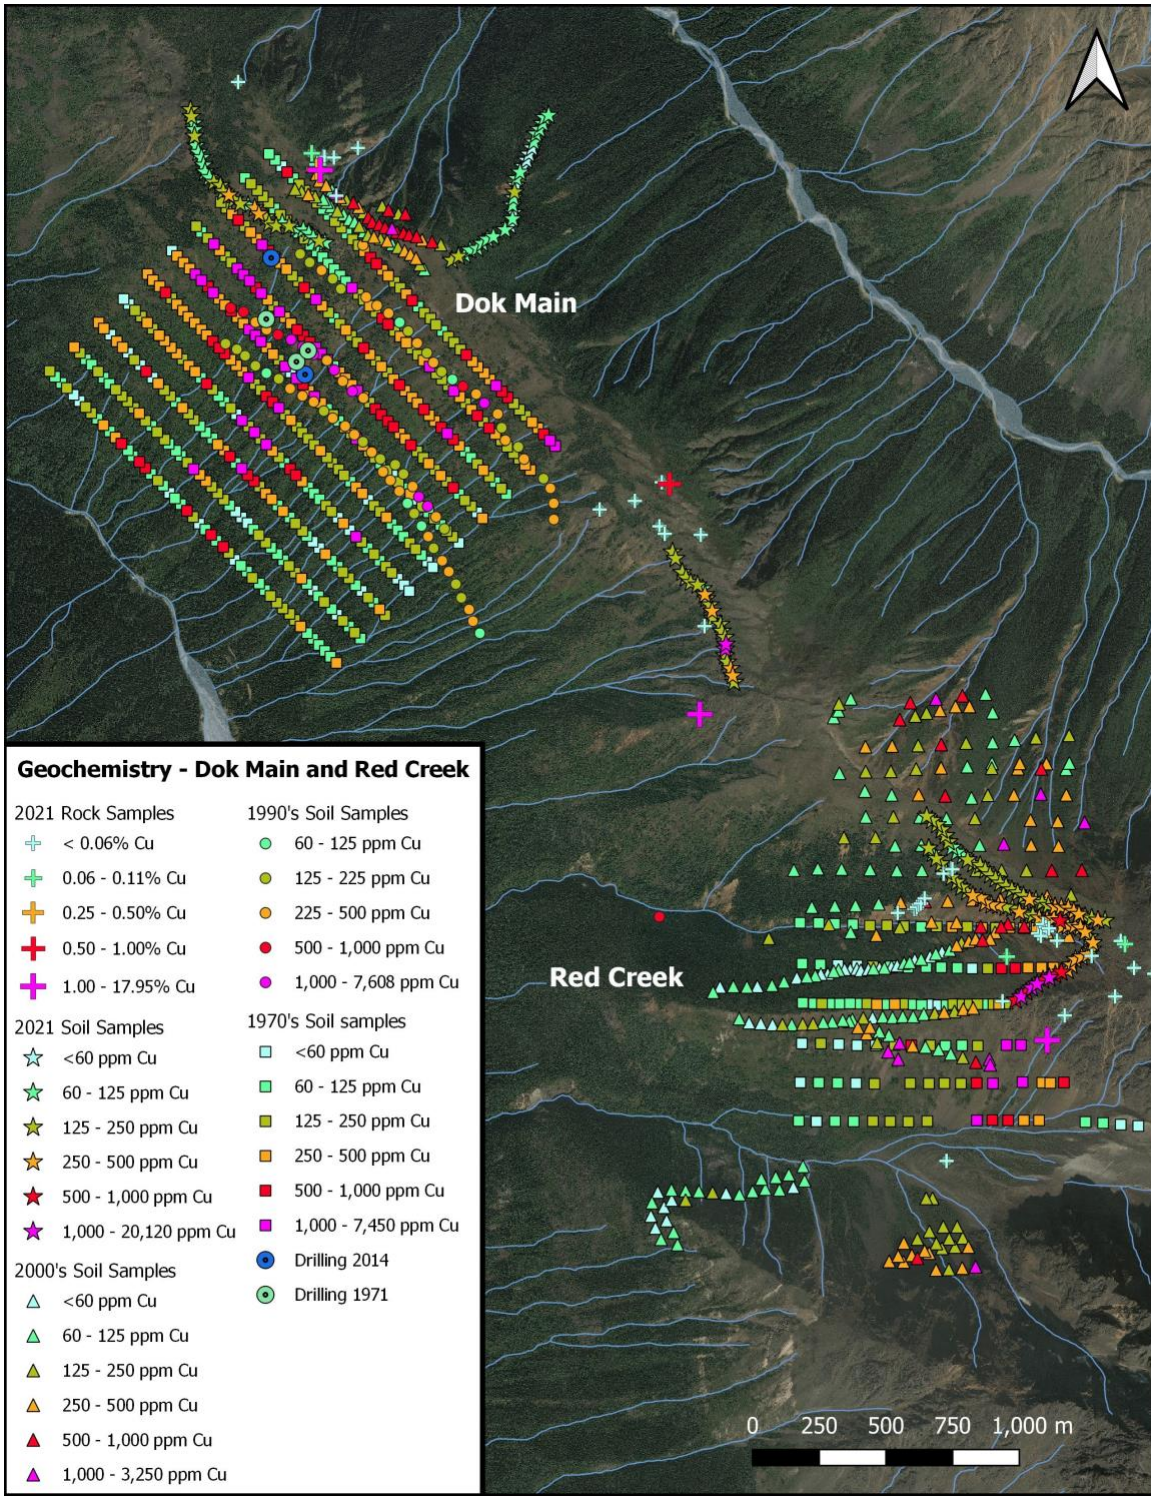 Dok Main
Red Creek
Geochemistry - Dok Main and Red Creek
2021 Rock Samples
< 0.06% Cu
0.06 - 0.11% Cu
0.25 - 0.50% Cu
0.50 - 1.00% Cu
1.00 - 17.95% Cu
2021 Soil Samples
<60 ppm Cu
60 - 125 ppm Cu
125 - 250 ppm Cu
250 - 500 ppm Cu
500 - 1,000 ppm Cu
1,000 - 20,120 ppm Cu
2000's Soil Samples
<60 ppm Cu
60 - 125 ppm Cu
125 - 250 ppm Cu
250 - 500 ppm Cu
500 - 1,000 ppm Cu
1,000 - 3,250 ppm Cu
1990's Soil Samples
60 - 125 ppm Cu
125 - 225 ppm Cu
225 - 500 ppm Cu
500 - 1,000 ppm Cu
1,000 - 7,608 ppm Cu
1970's Soil samples
<60 ppm Cu
60 - 125 ppm Cu
125 - 250 ppm Cu
250 - 500 ppm Cu
500 - 1,000 ppm Cu
1,000 - 7,450 ppm Cu
Drilling 2014
Drilling 1971
0 250 500 750 1,000 m